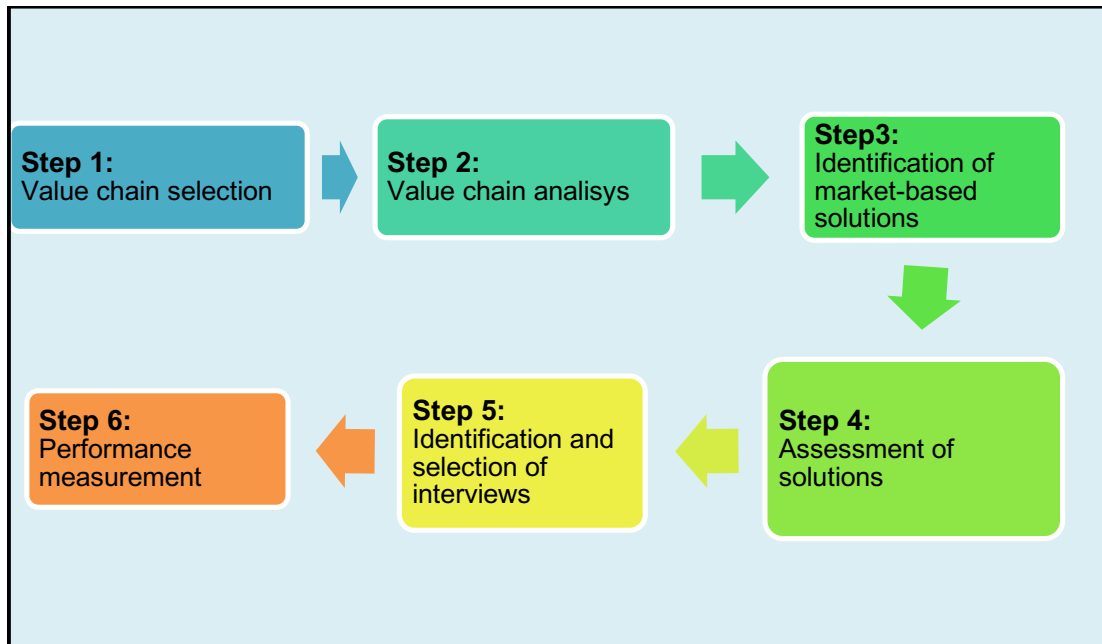 Step 1:
Value chain selection
Step 2:
Value chain analisys
Step3:
Identification of
market-based
solutions
Step 4:
Assessment of
solutions
Step 5:
Identification and
selection of
interviews
Step 6:
Performance
measurement